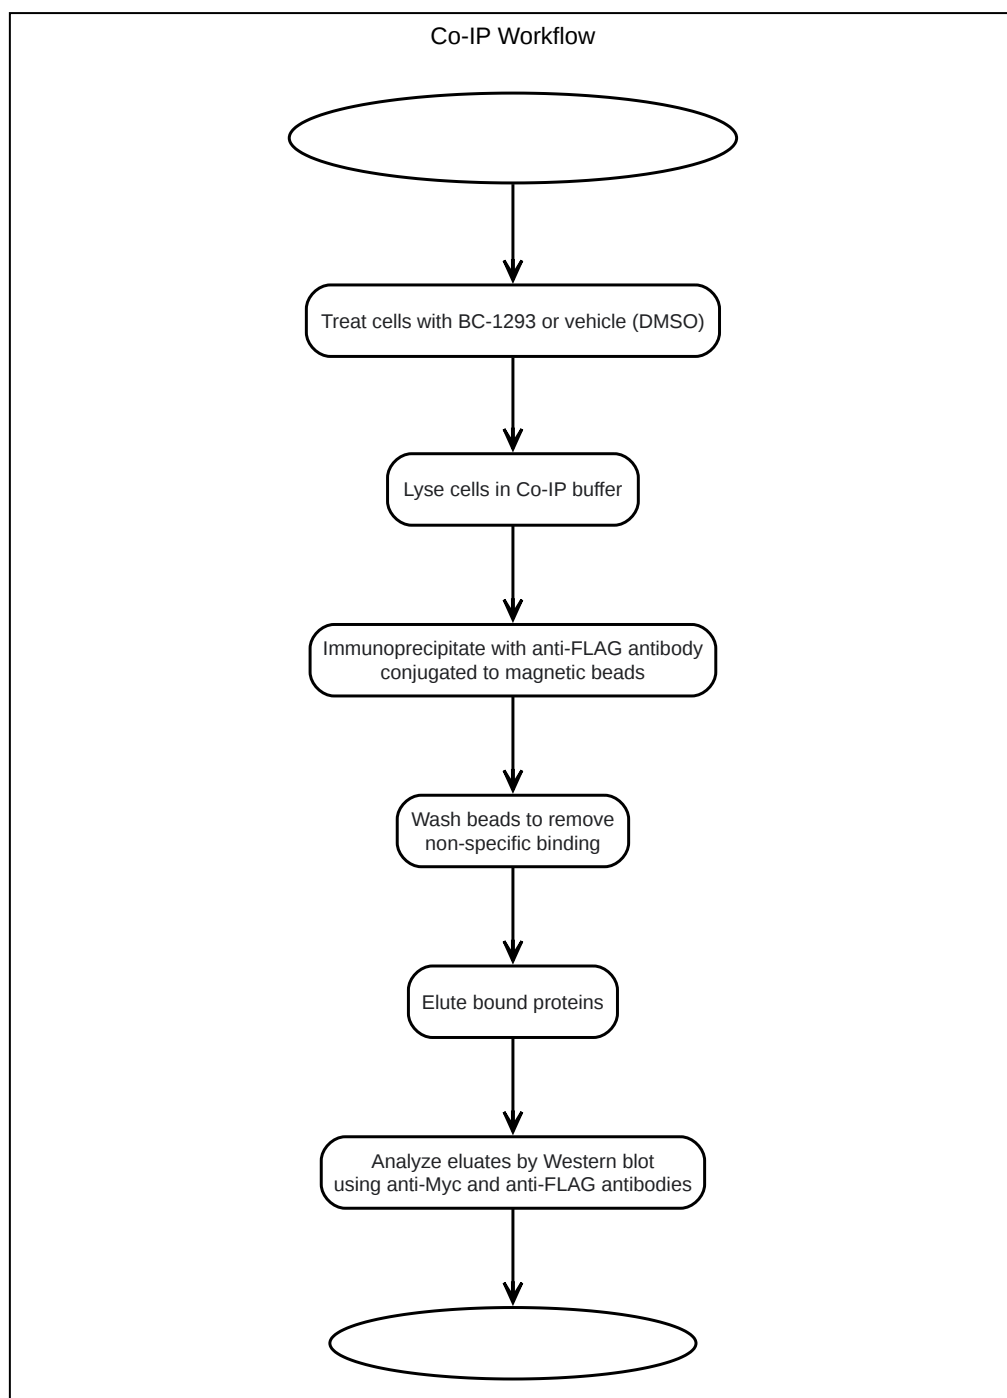 Co-IP Workflow
Treat cells with BC-1293 or vehicle (DMSO)
Lyse cells in Co-IP buffer
Immunoprecipitate with anti-FLAG antibody
conjugated to magnetic beads
Wash beads to remove
non-specific binding
Elute bound proteins
Analyze eluates by Western blot
using anti-Myc and anti-FLAG antibodies